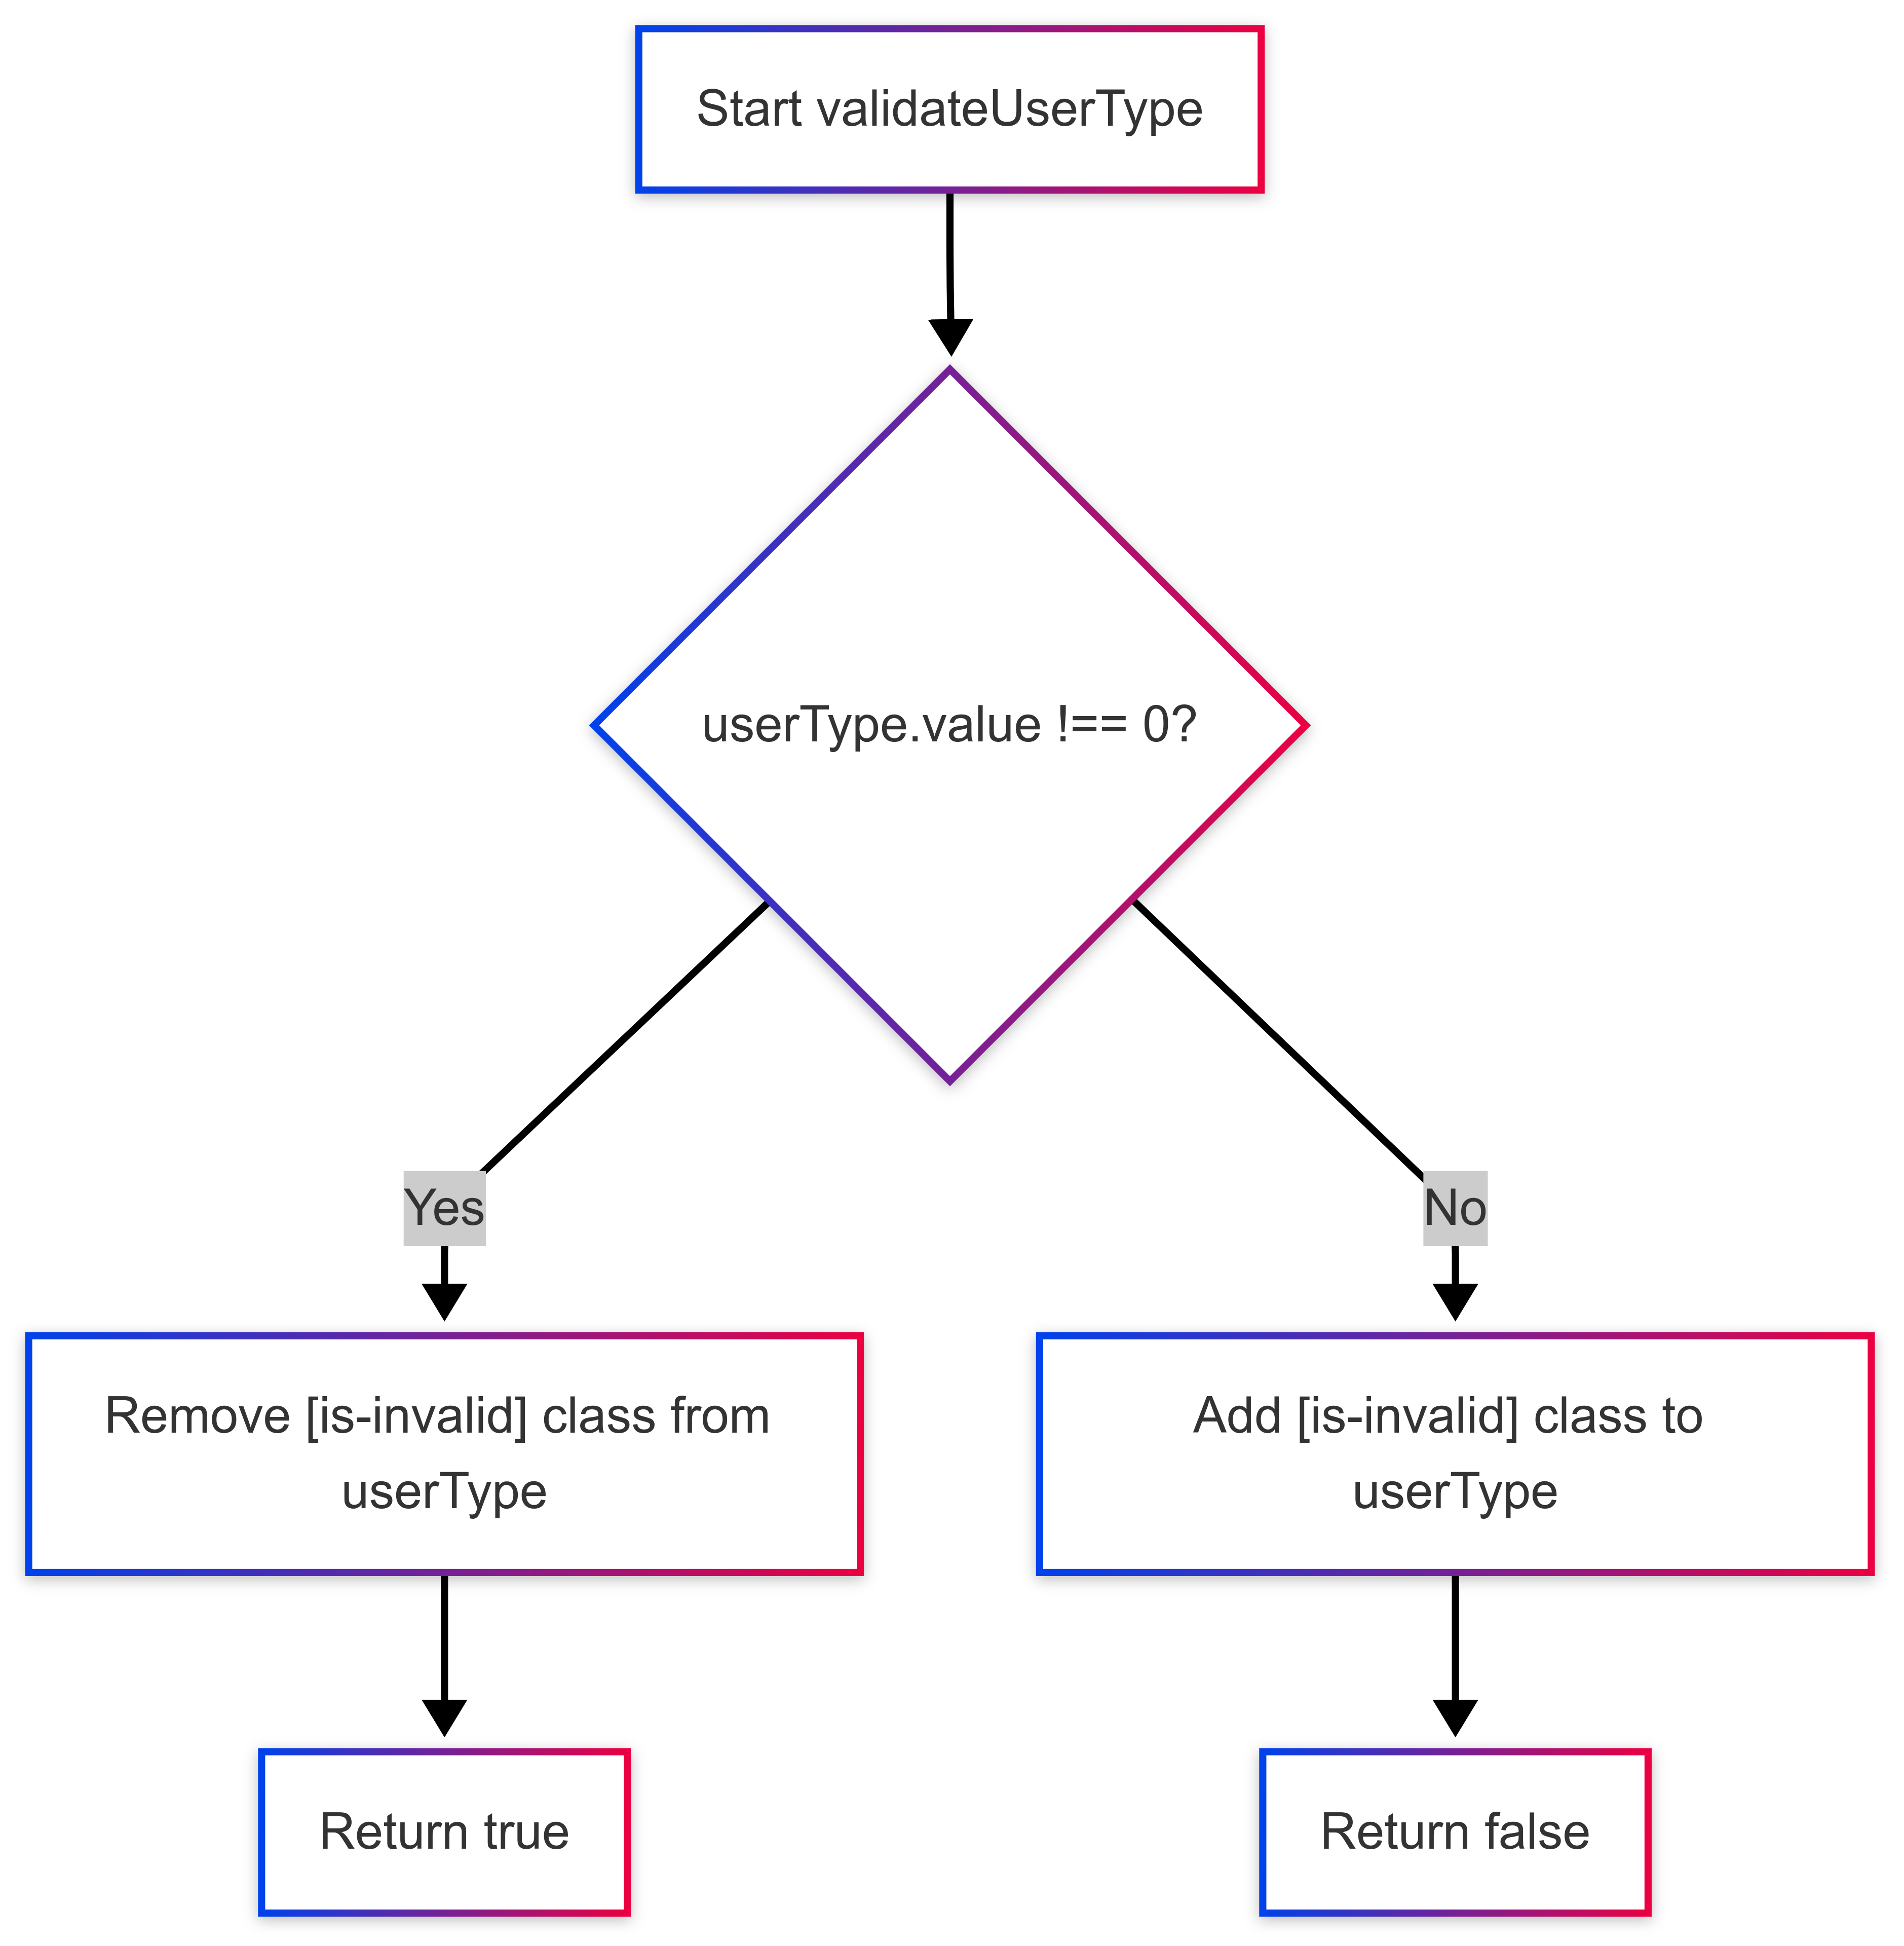 Start validateUserType
userType.value !== 0?
Yes
No
Remove [is-invalid] class from
userType
Add [is-invalid] class to
userType
Return true
Return false